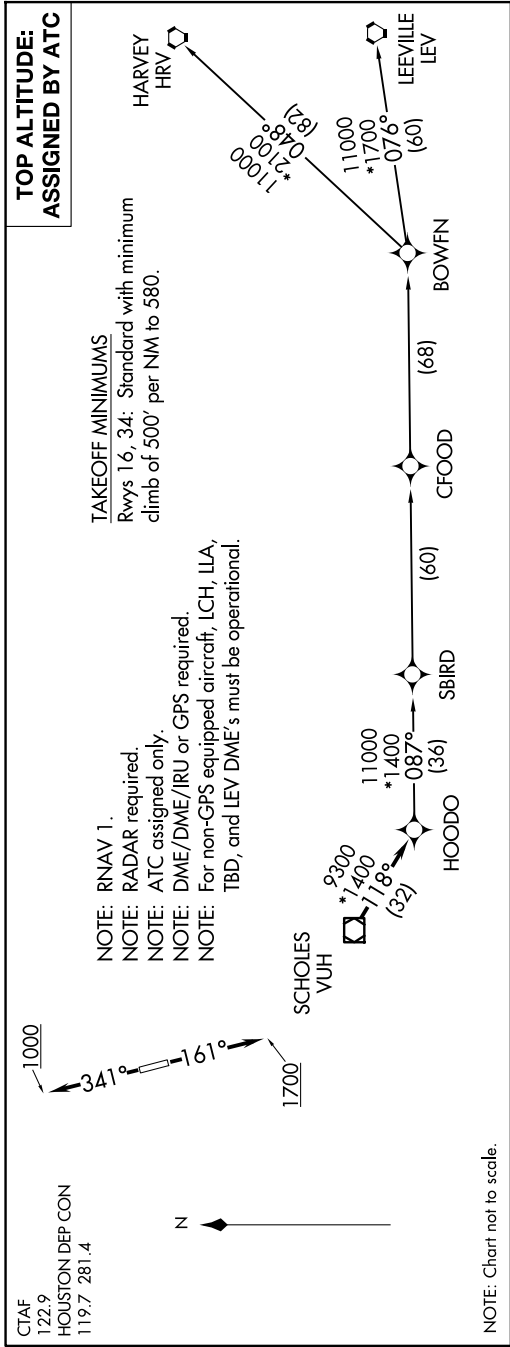 TOP ALTITUDE:
ASSIGNED BY ATC
CTAF
122.9
HOUSTON DEP CON
119.7 281.4
1000
341°
161°
1700
N
NOTE: RNAV 1.
NOTE: RADAR required.
NOTE: ATC assigned only.
NOTE: DME/DME/IRU or GPS required.
NOTE: For non-GPS equipped aircraft, LCH, LLA,
TBD, and LEV DME's must be operational.
TAKEOFF MINIMUMS
Rwys 16, 34: Standard with minimum
climb of 500' per NM to 580.
SCHOLES
VUH
9300
*1400
118°
(32)
HOODO
11000
*1400
087°
(36)
SBIRD
(60)
CFOOD
(68)
BOWFN
11000
*2100
048°
(82)
HARVEY
HRV
11000
*1700
076°
(60)
LEEVILLE
LEV
NOTE: Chart not to scale.